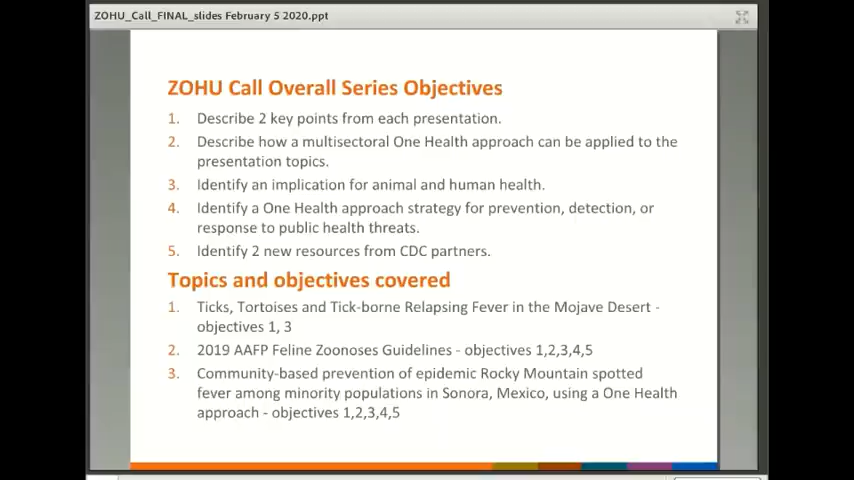 ZOHU_Call_FINAL_slides February 5 2020.ppt
ZOHU Call Overall Series Objectives
1. Describe 2 key points from each presentation.
2. Describe how a multisectoral One Health approach can be applied to the
presentation topics.
3. Identify an implication for animal and human health.
4. Identify a One Health approach strategy for prevention, detection, or
response to public health threats.
5. Identify 2 new resources from CDC partners.
Topics and objectives covered
1. Ticks, Tortoises and Tick-borne Relapsing Fever in the Mojave Desert -
objectives 1, 3
2. 2019 AAFP Feline Zoonoses Guidelines - objectives 1,2,3,4,5
3. Community-based prevention of epidemic Rocky Mountain spotted
fever among minority populations in Sonora, Mexico, using a One Health
approach - objectives 1,2,3,4,5